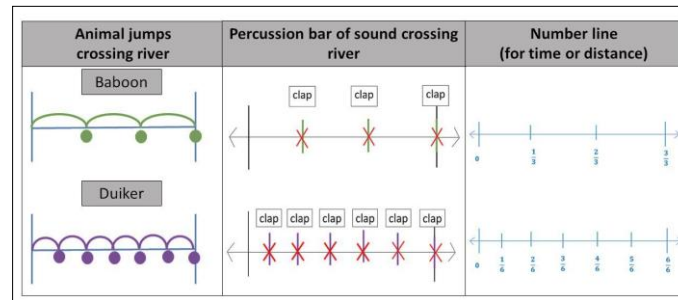 Animal jumps
crossing river
Percussion bar of sound crossing
river
Number line
(for time or distance)
Baboon
clap clap clap
0 1/3 2/3 3/3
Duiker
clap clap clap clap clap clap
0 1/6 2/6 3/6 4/6 5/6 6/6